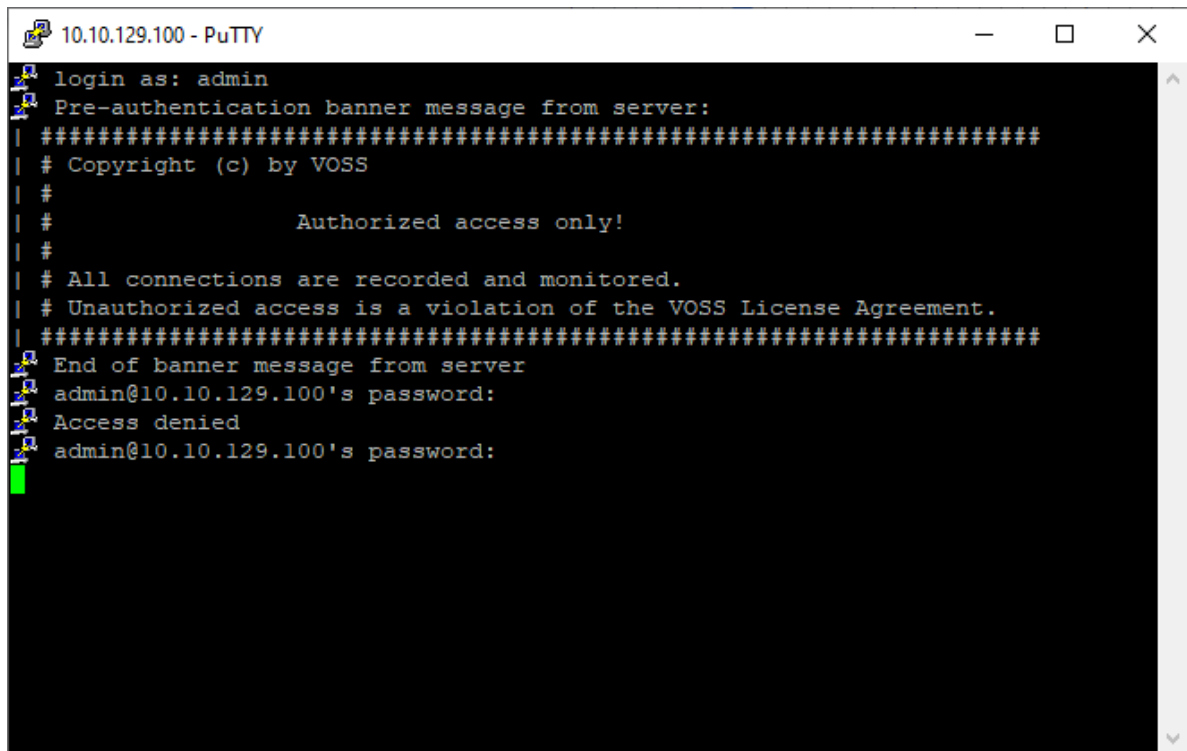 10.10.129.100 - PuTTY
login as: admin
Pre-authentication banner message from server:
| ######################################################################
| # Copyright (c) by VOSS
| #
| #                 Authorized access only!
| #
| # All connections are recorded and monitored.
| # Unauthorized access is a violation of the VOSS License Agreement.
| ######################################################################
End of banner message from server
admin@10.10.129.100's password:
Access denied
admin@10.10.129.100's password: